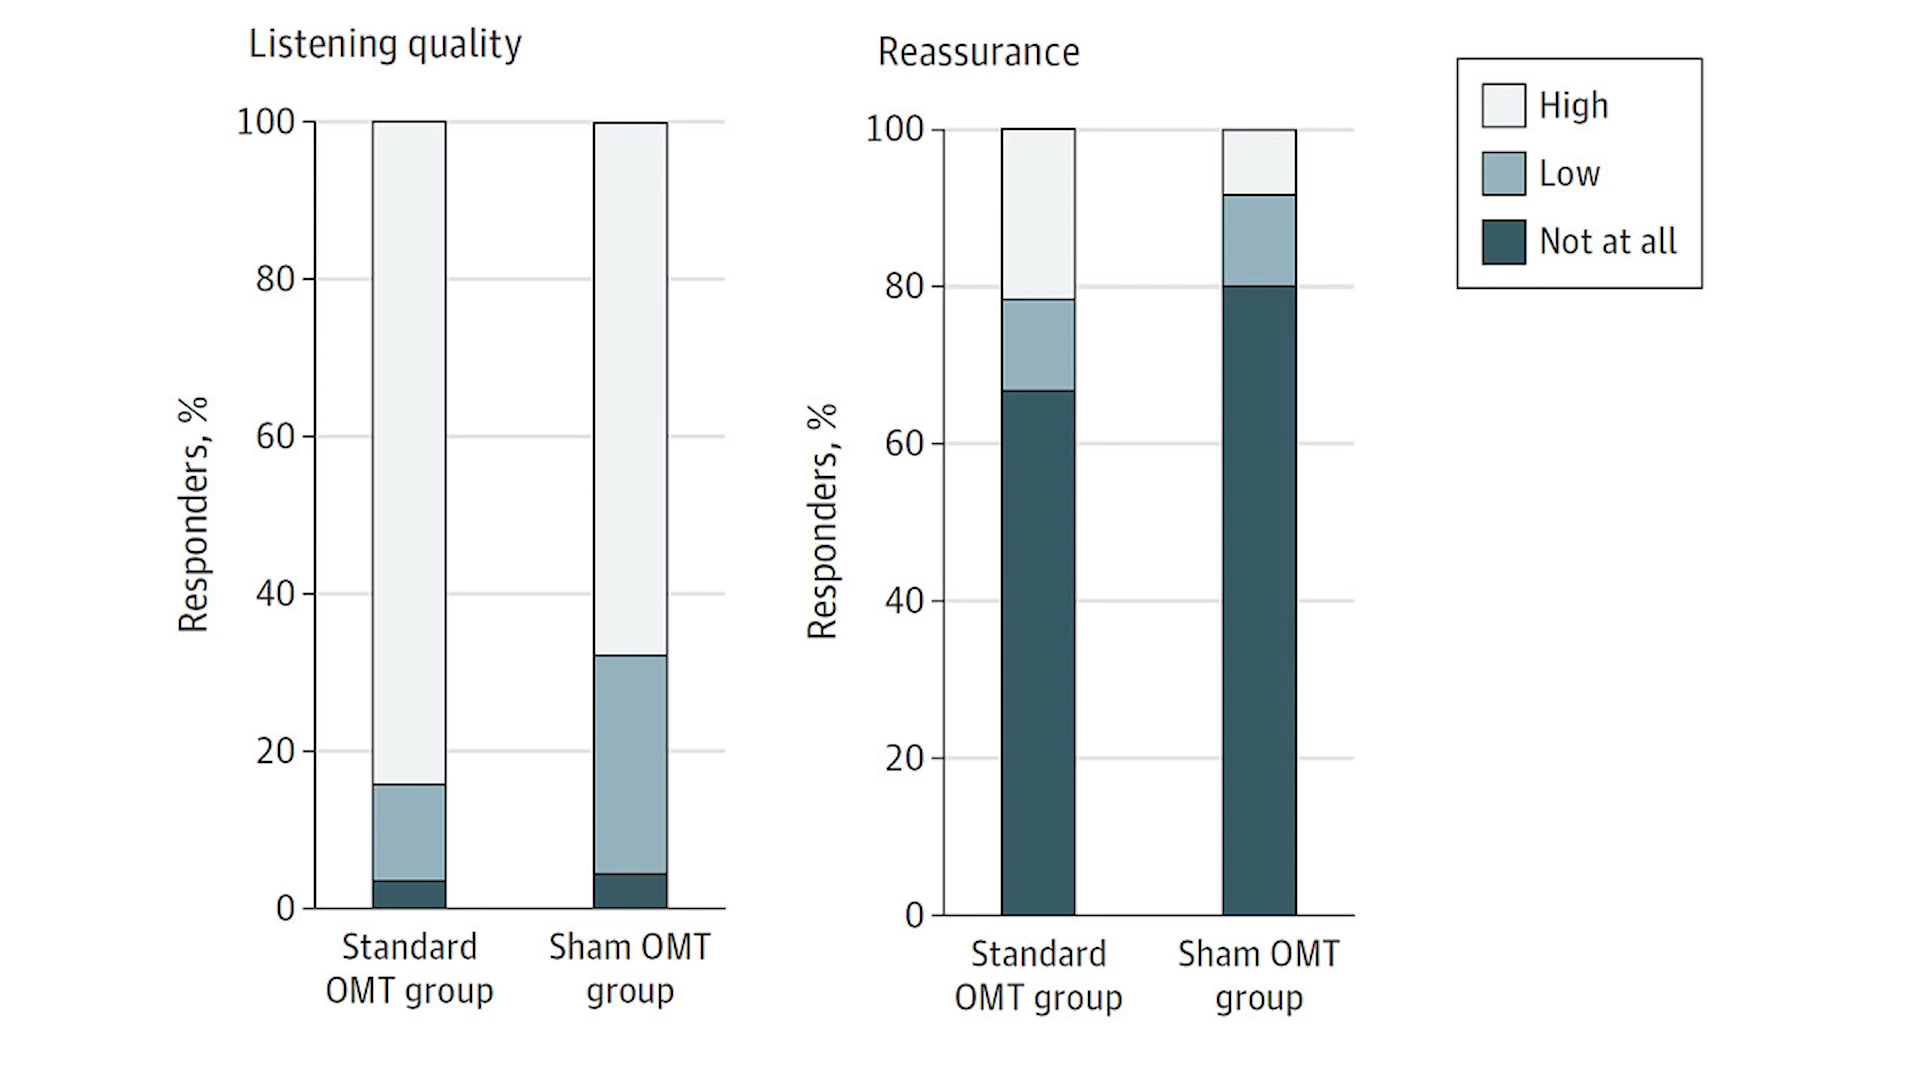 Listening quality
100
80
60
40
20
0
Responders, %
Standard
OMT group
Sham OMT
group
Reassurance
100
80
60
40
20
0
Responders, %
Standard
OMT group
Sham OMT
group
High
Low
Not at all